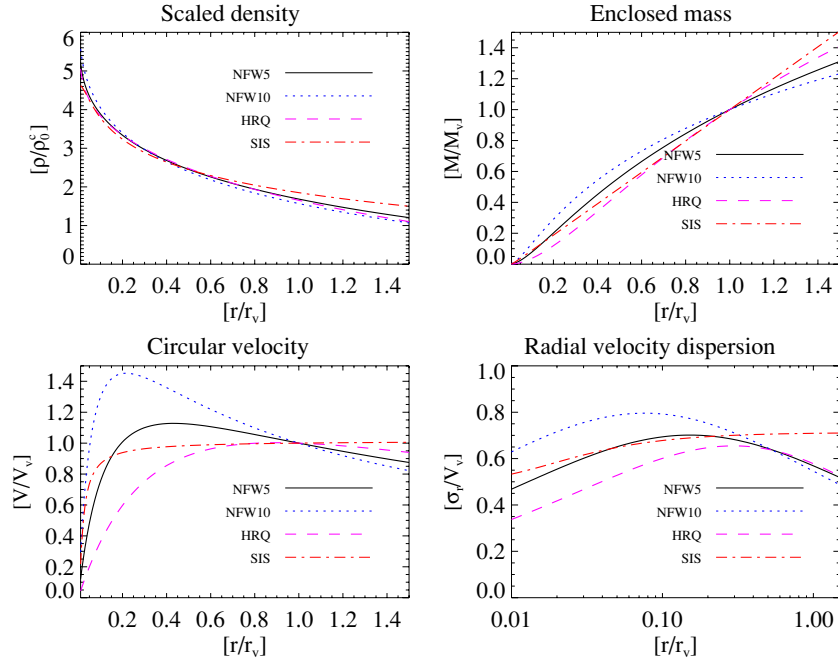 Scaled density
6
5
4
3
2
1
0
[ρ/ρ₀ᶜ]
NFW5
NFW10
HRQ
SIS
0.2 0.4 0.6 0.8 1.0 1.2 1.4
[r/rᵥ]
Enclosed mass
1.4
1.2
1.0
0.8
0.6
0.4
0.2
0.0
[M/Mᵥ]
NFW5
NFW10
HRQ
SIS
0.2 0.4 0.6 0.8 1.0 1.2 1.4
[r/rᵥ]
Circular velocity
1.4
1.2
1.0
0.8
0.6
0.4
0.2
0.0
[V/Vᵥ]
NFW5
NFW10
HRQ
SIS
0.2 0.4 0.6 0.8 1.0 1.2 1.4
[r/rᵥ]
Radial velocity dispersion
1.0
0.8
0.6
0.4
0.2
0.0
[σᵣ/Vᵥ]
NFW5
NFW10
HRQ
SIS
0.01 0.10 1.00
[r/rᵥ]